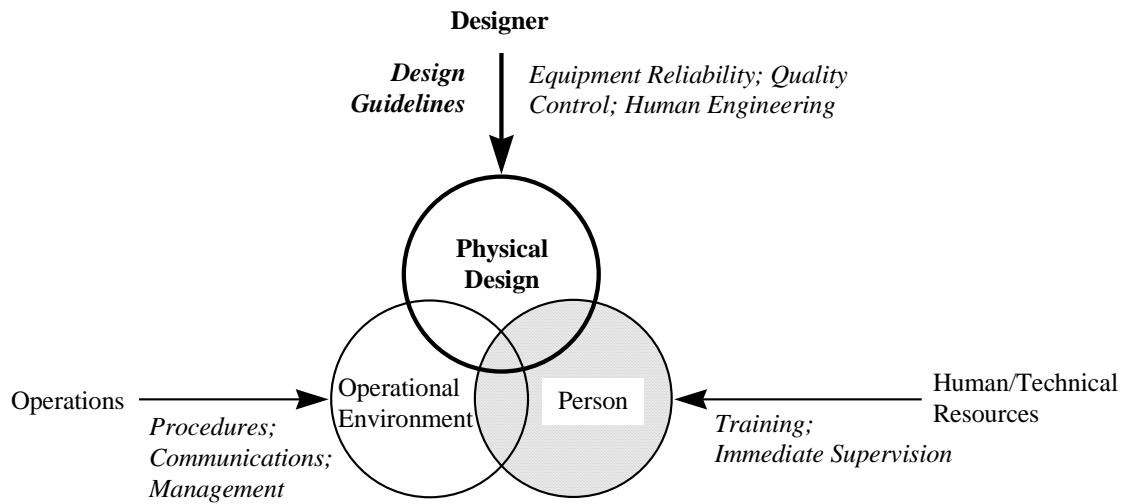 Designer
Design
Guidelines
Equipment Reliability; Quality
Control; Human Engineering
Physical
Design
Operations
Procedures;
Communications;
Management
Operational
Environment
Person
Human/Technical
Resources
Training;
Immediate Supervision